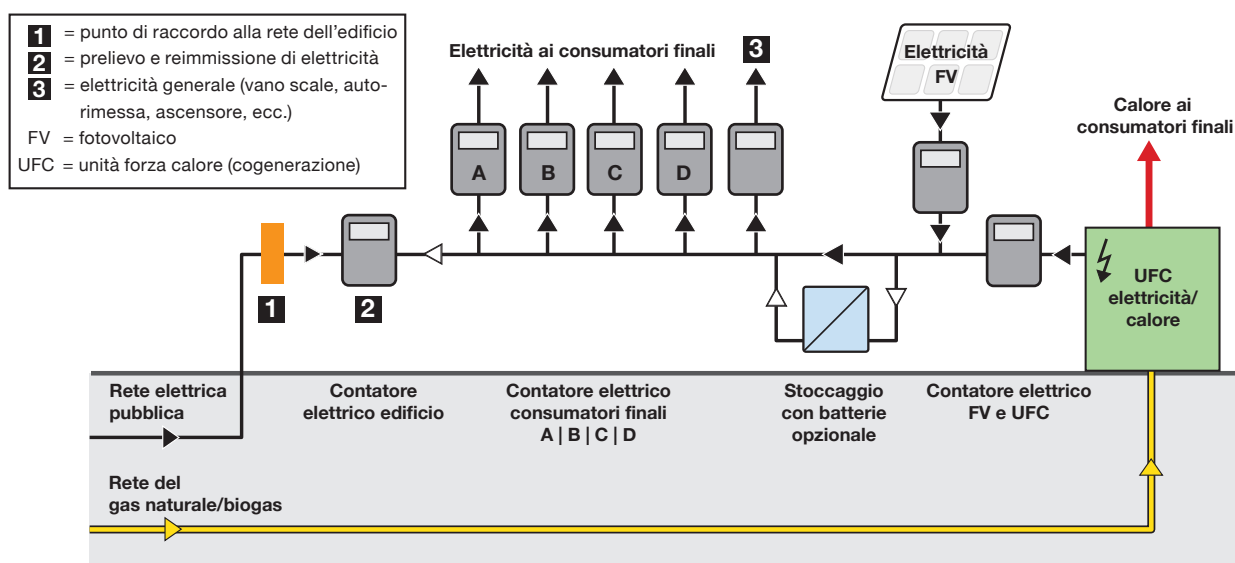 1 = punto di raccordo alla rete dell'edificio
2 = prelievo e reimmissione di elettricità
3 = elettricità generale (vano scale, auto-
rimessa, ascensore, ecc.)
FV = fotovoltaico
UFC = unità forza calore (cogenerazione)
Elettricità ai consumatori finali
3
Elettricità
FV
Calore ai
consumatori finali
A
B
C
D
1
2
UFC
elettricità/
calore
Rete elettrica
pubblica
Contatore
elettrico edificio
Contatore elettrico
consumatori finali
A | B | C | D
Stoccaggio
con batterie
opzionale
Contatore elettrico
FV e UFC
Rete del
gas naturale/biogas